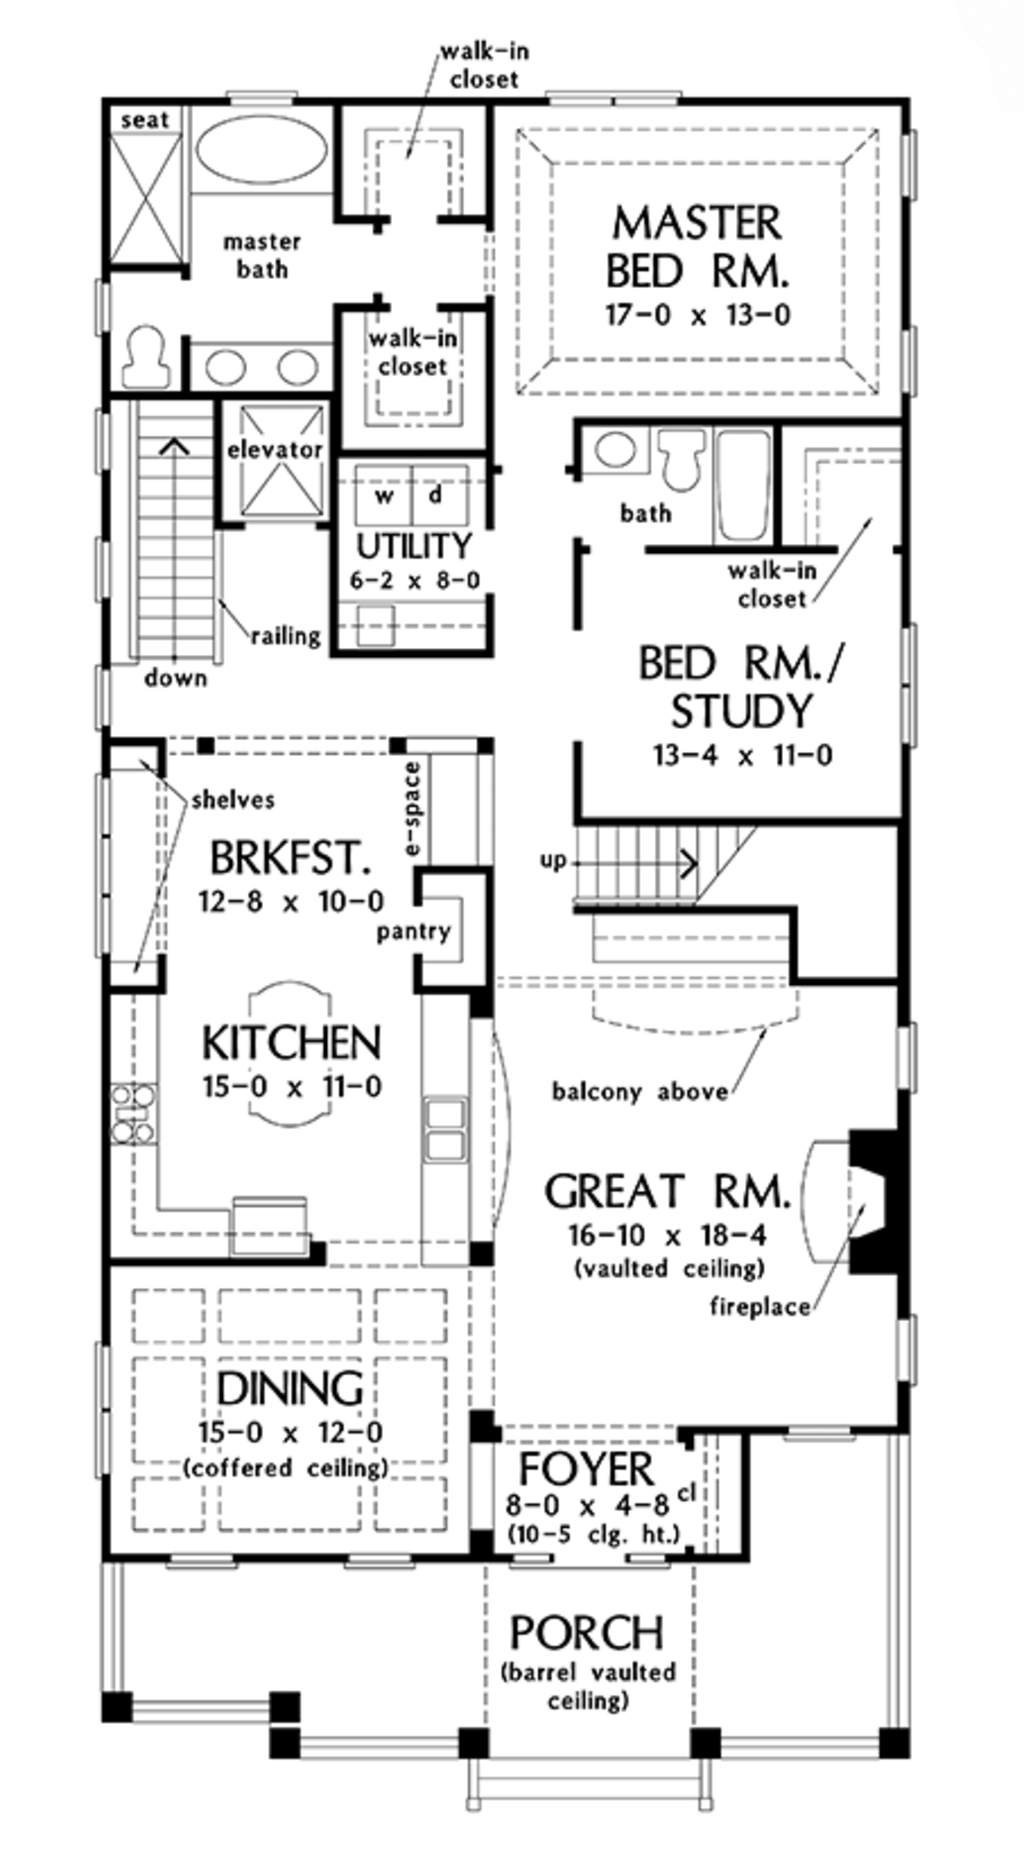 walk-in
closet
seat
master
bath
MASTER
BED RM.
17-0 x 13-0
walk-in
closet
elevator
w d
UTILITY
6-2 x 8-0
bath
walk-in
closet
railing
down
BED RM./
STUDY
13-4 x 11-0
shelves
e-space
BRKFST.
12-8 x 10-0
up
pantry
KITCHEN
15-0 x 11-0
balcony above
GREAT RM.
16-10 x 18-4
(vaulted ceiling)
fireplace
DINING
15-0 x 12-0
(coffered ceiling)
FOYER
8-0 x 4-8
cl
(10-5 clg. ht.)
PORCH
(barrel vaulted
ceiling)